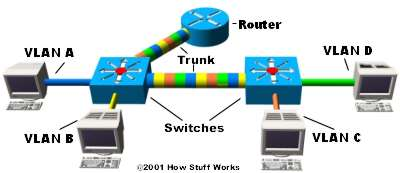 Router
VLAN A
Trunk
VLAN D
VLAN B
Switches
VLAN C
©2001 How Stuff Works